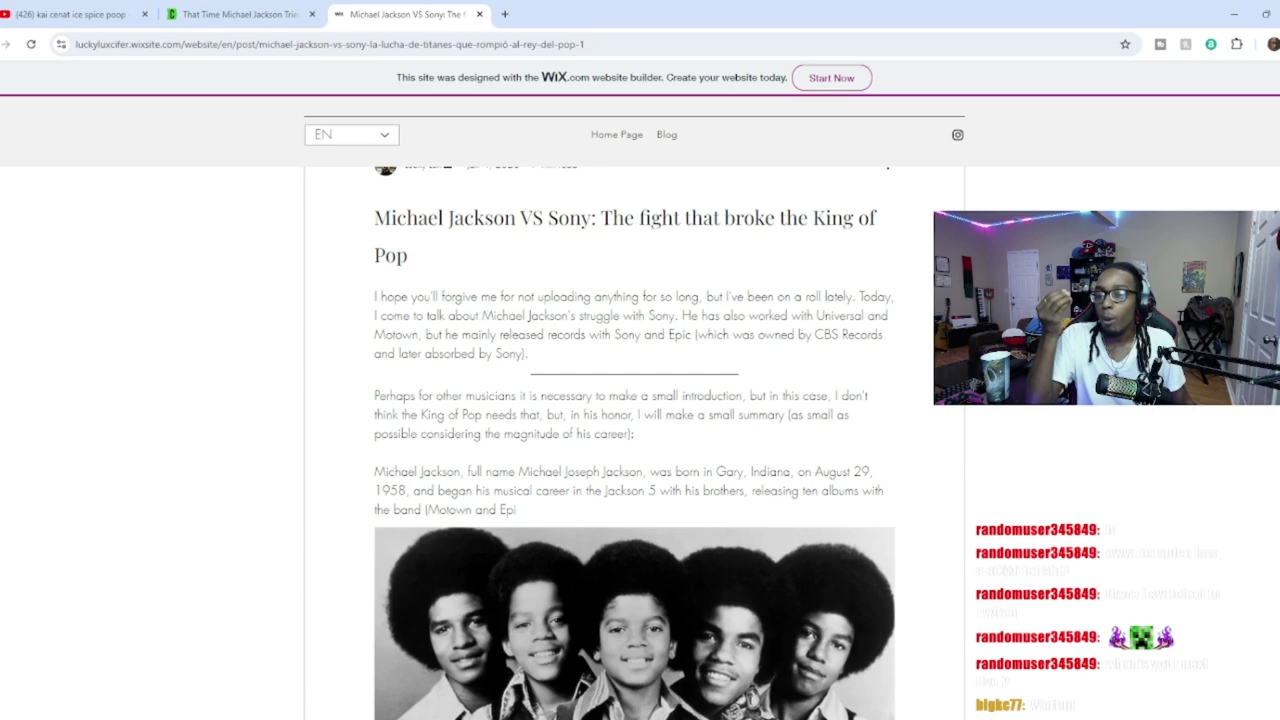 (426) kai cenat ice spice poop
That Time Michael Jackson Trie
Michael Jackson VS Sony: The f
luckyluxcifer.wixsite.com/website/en/post/michael-jackson-vs-sony-la-lucha-de-titanes-que-rompió-al-rey-del-pop-1
This site was designed with the WiX.com website builder. Create your website today. Start Now
EN
Home Page Blog
Michael Jackson VS Sony: The fight that broke the King of
Pop
I hope you'll forgive me for not uploading anything for so long, but I've been on a roll lately. Today,
I come to talk about Michael Jackson's struggle with Sony. He has also worked with Universal and
Motown, but he mainly released records with Sony and Epic (which was owned by CBS Records
and later absorbed by Sony).
Perhaps for other musicians it is necessary to make a small introduction, but in this case, I don't
think the King of Pop needs that, but, in his honor, I will make a small summary (as small as
possible considering the magnitude of his career):
Michael Jackson, full name Michael Joseph Jackson, was born in Gary, Indiana, on August 29,
1958, and began his musical career in the Jackson 5 with his brothers, releasing ten albums with
the band (Motown and Epi
randomuser345849:
randomuser345849:
randomuser345849:
randomuser345849:
randomuser345849:
bigkc77: